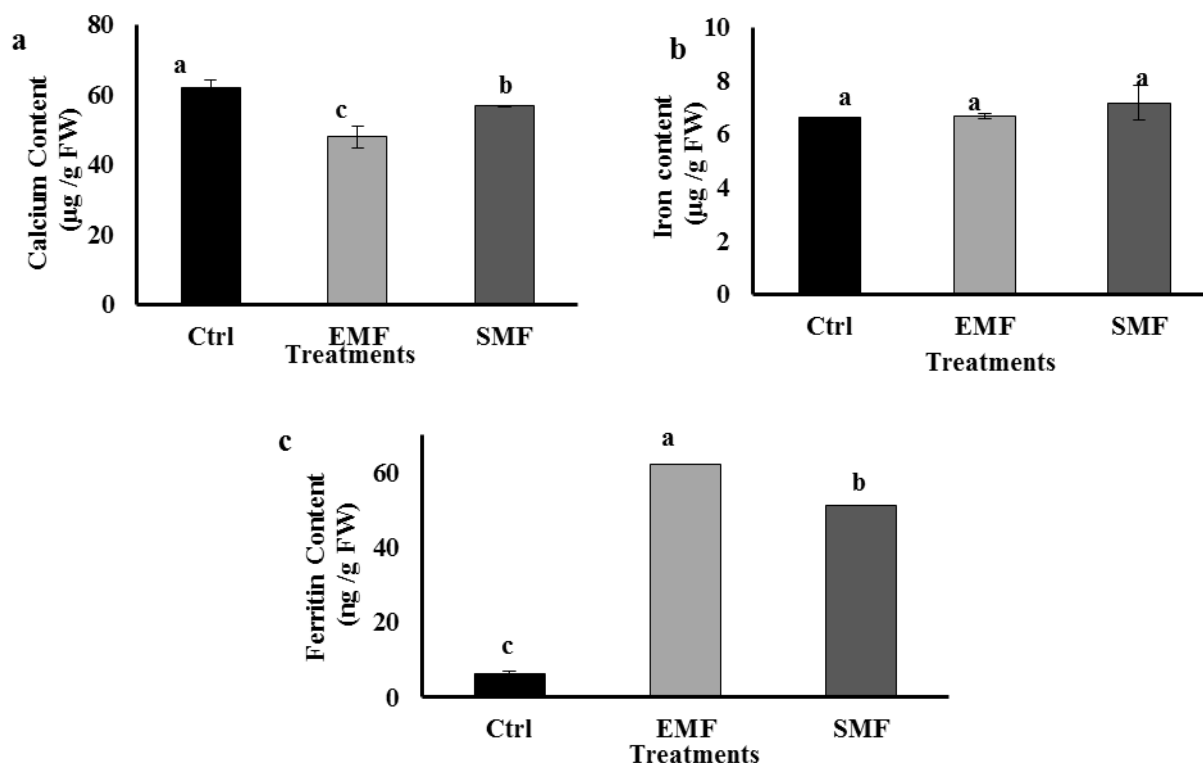 a
Calcium Content
(µg /g FW)
80
60
40
20
0
a
c
b
Ctrl
EMF
SMF
Treatments
b
Iron content
(µg /g FW)
10
8
6
4
2
0
a
a
a
Ctrl
EMF
SMF
Treatments
c
Ferritin Content
(ng /g FW)
60
40
20
0
c
a
b
Ctrl
EMF
SMF
Treatments